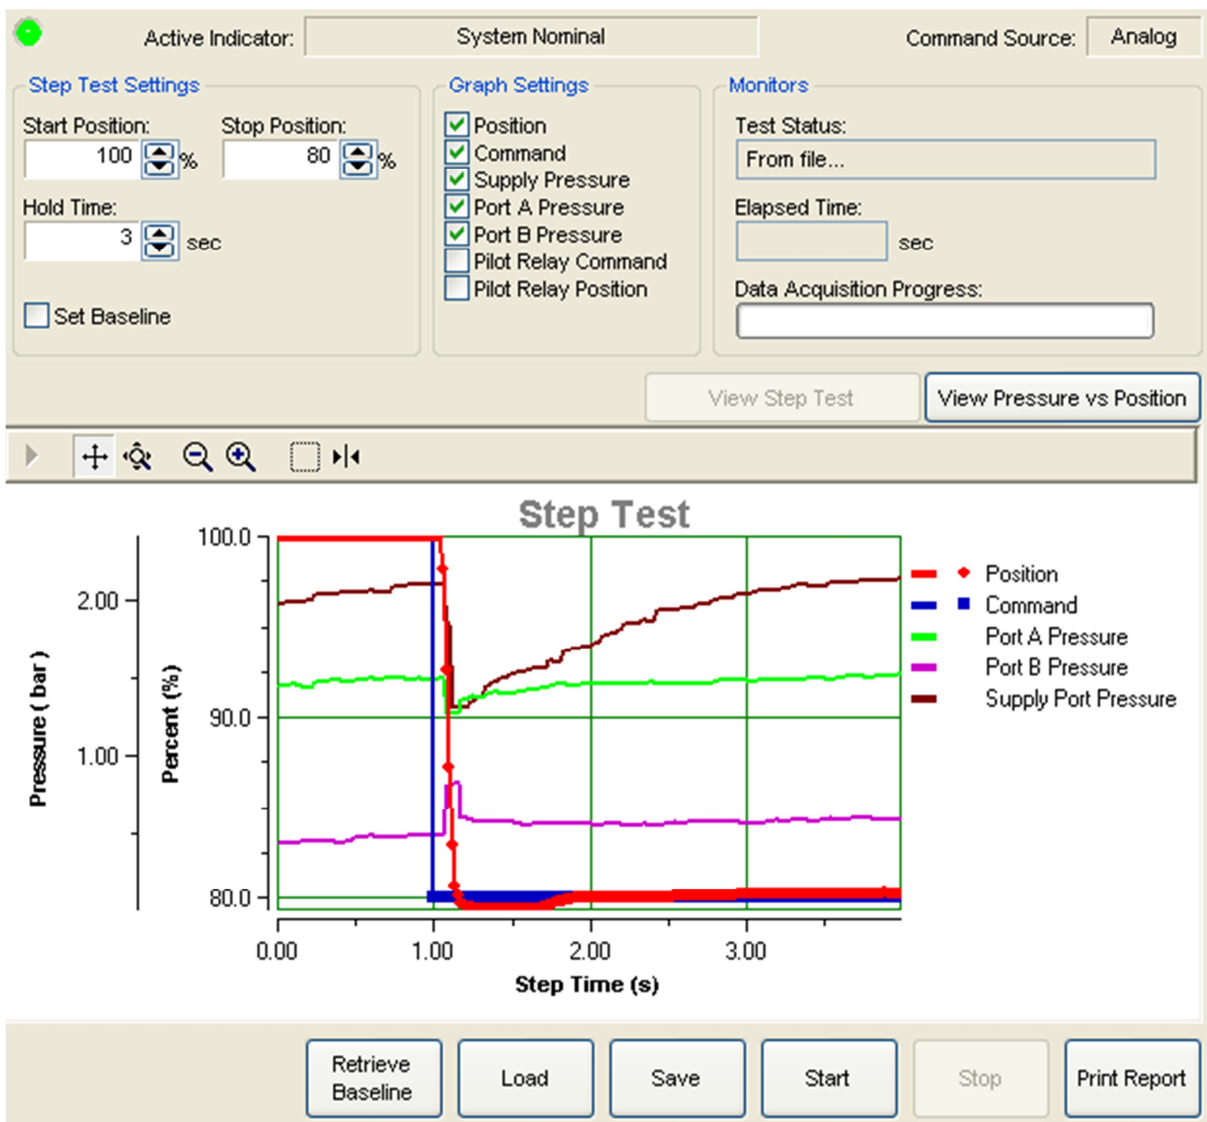 Active Indicator: System Nominal Command Source: Analog
Step Test Settings
Start Position: Stop Position:
100 % 80 %
Hold Time:
3 sec
Set Baseline
Graph Settings
Position
Command
Supply Pressure
Port A Pressure
Port B Pressure
Pilot Relay Command
Pilot Relay Position
Monitors
Test Status:
From file...
Elapsed Time:
sec
Data Acquisition Progress:
View Step Test View Pressure vs Position
Step Test
Pressure ( bar )
2.00
1.00
Percent (%)
100.0
90.0
80.0
0.00 1.00 2.00 3.00
Step Time (s)
Position
Command
Port A Pressure
Port B Pressure
Supply Port Pressure
Retrieve
Baseline
Load
Save
Start
Stop
Print Report